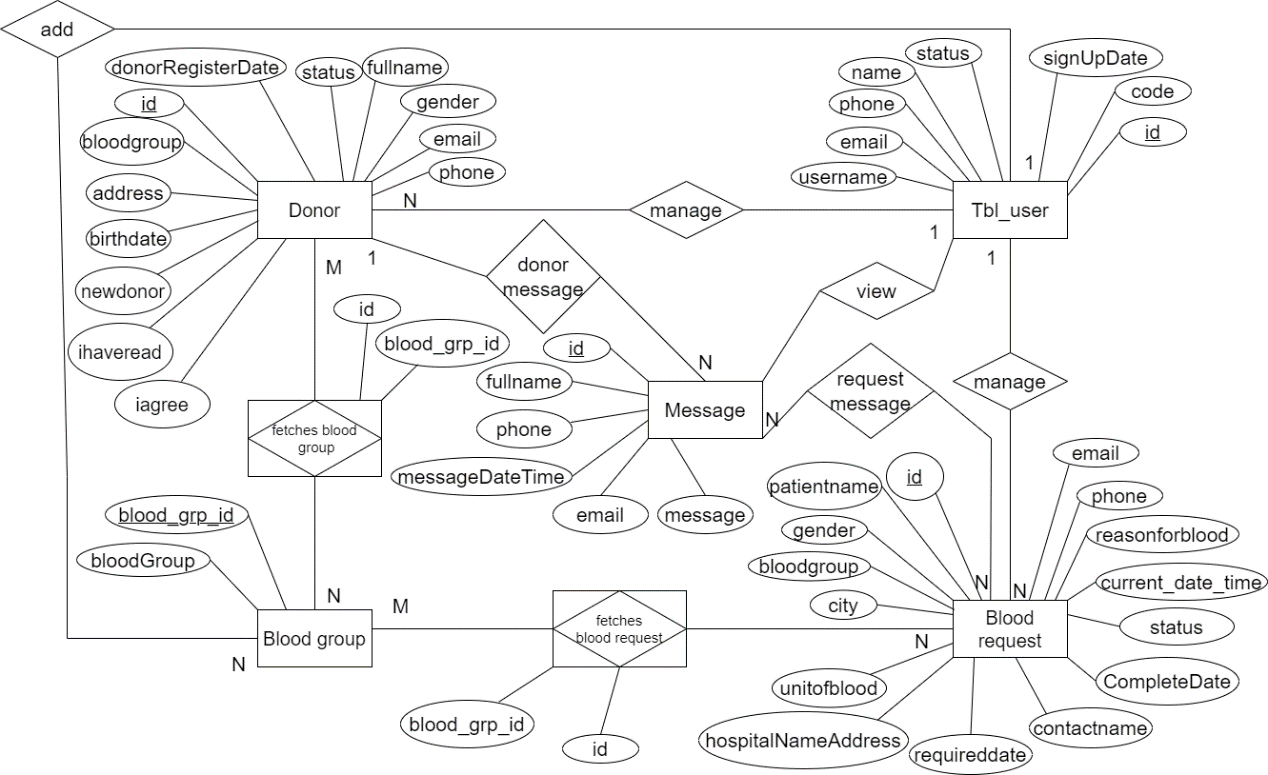 add
donorRegisterDate
status
fullname
id
gender
bloodgroup
email
address
phone
birthdate
newdonor
ihaveread
iagree
Donor
N
manage
status
name
signUpDate
phone
code
email
id
username
1
Tbl_user
1
1
M
1
donor
message
view
id
blood_grp_id
id
fullname
phone
messageDateTime
email
message
N
Message
N
request
message
manage
fetches blood
group
blood_grp_id
bloodGroup
N
Blood group
N
M
fetches
blood request
blood_grp_id
id
patientname
id
gender
bloodgroup
city
email
phone
reasonforblood
current_date_time
status
CompleteDate
contactname
requireddate
hospitalNameAddress
unitofblood
N
N
N
Blood
request